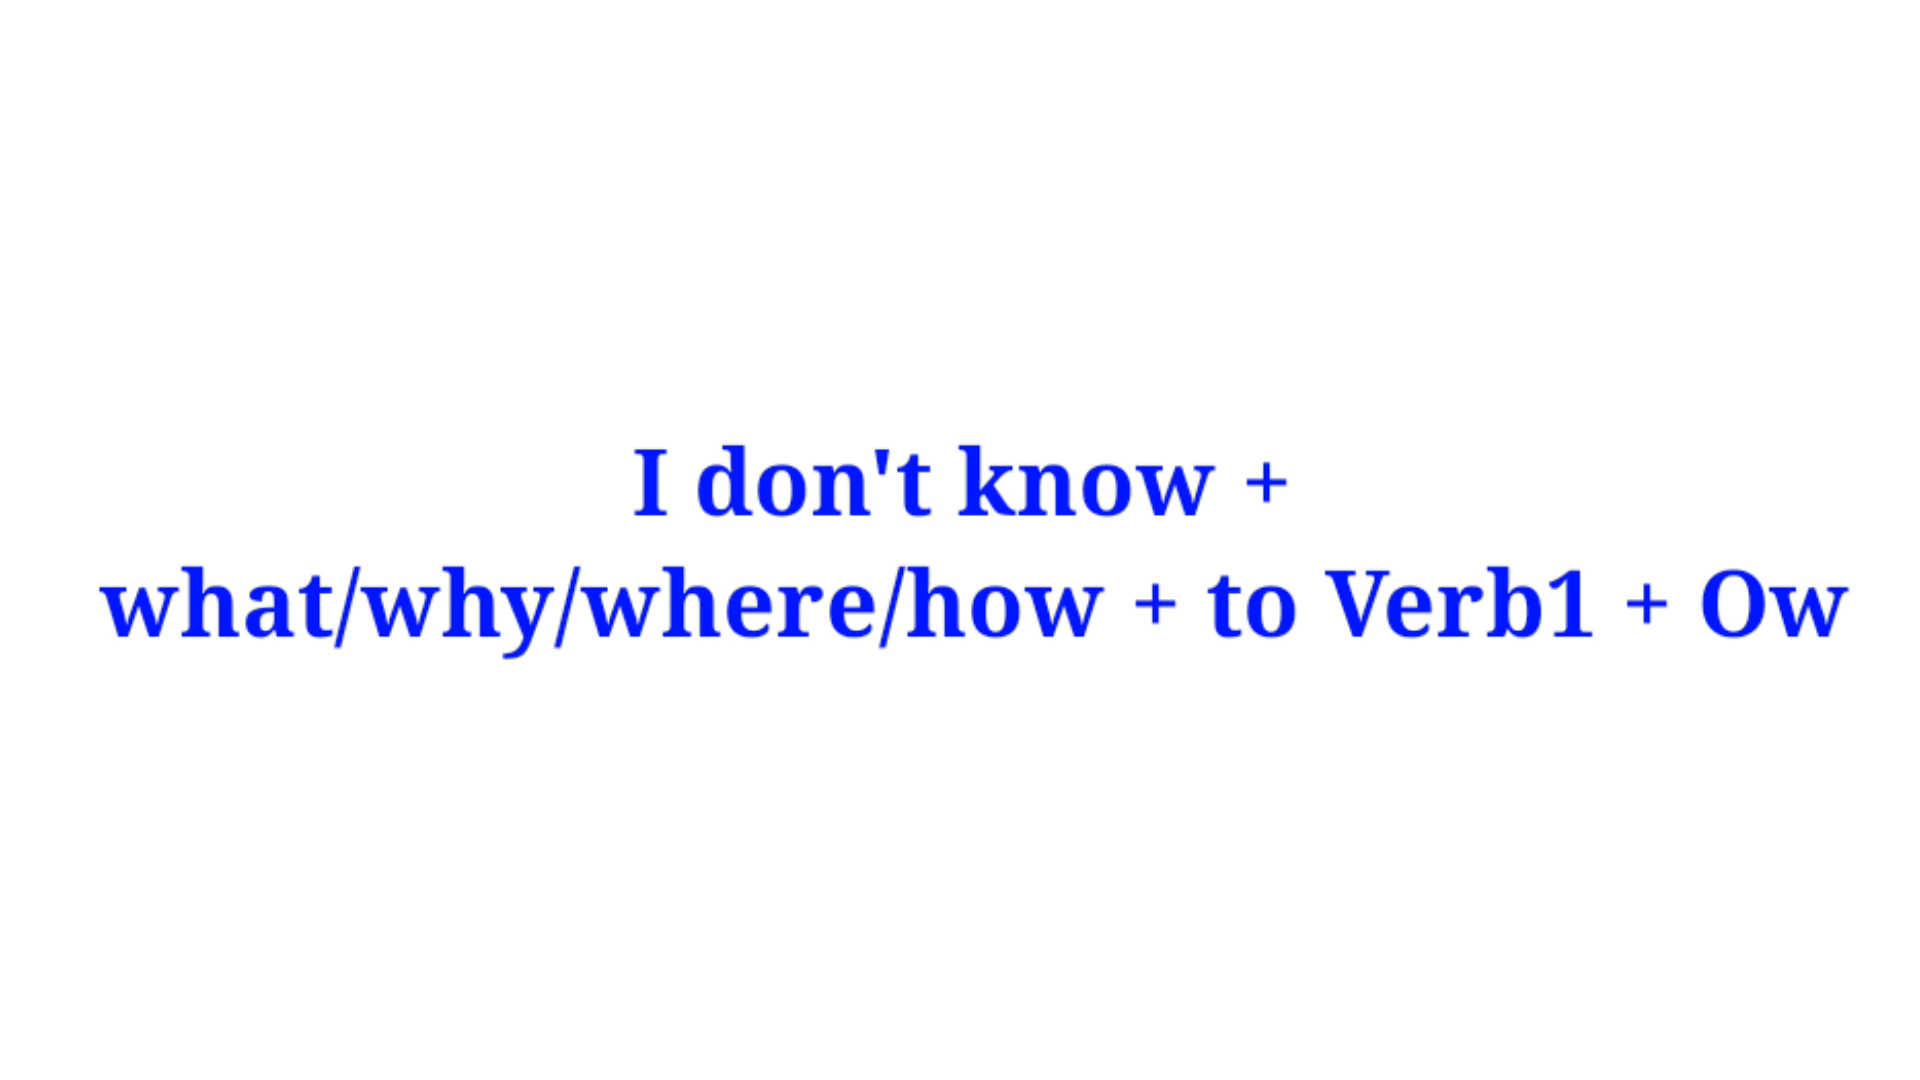 I don't know +
what/why/where/how + to Verb1 + Ow